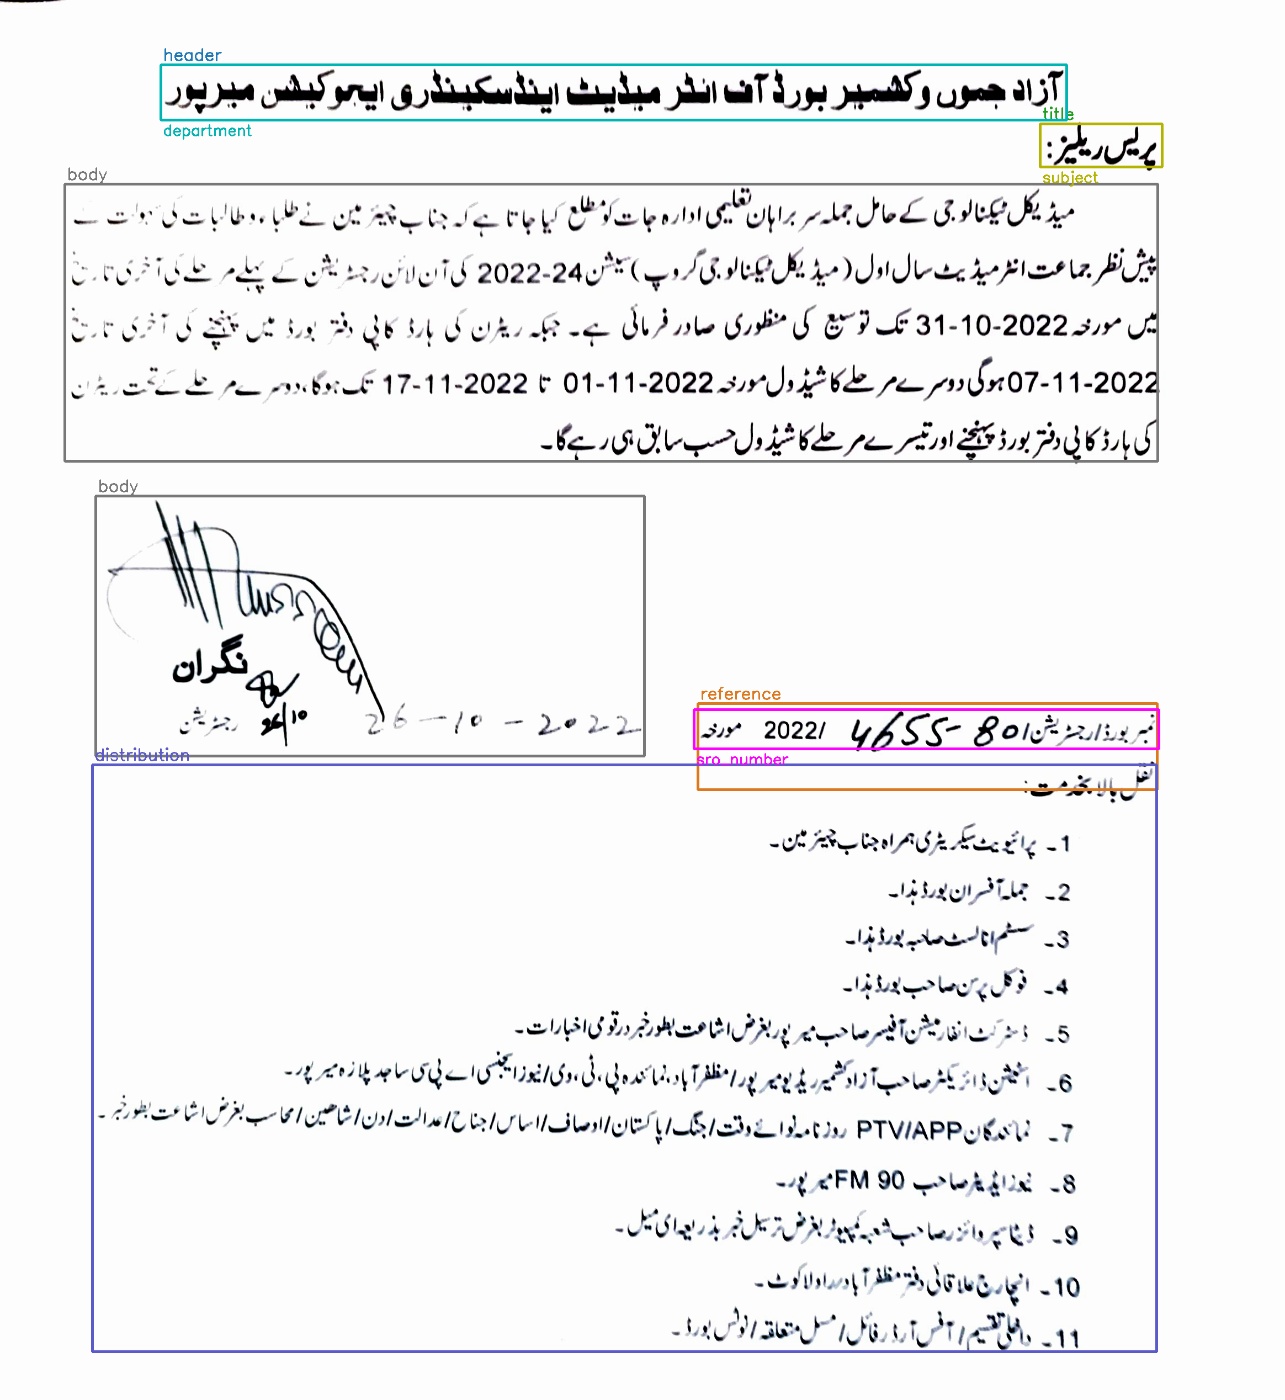 header
آزاد جموں وکشمیر بورڈ آف انٹر میڈیٹ اینڈ سکینڈری ایجوکیشن میرپور
department
title
پریس ریلیز:
subject
body
میڈیکل ٹیکنالوجی کے حامل جملہ سربراہان تعلیمی ادارہ جات کو مطلع کیا جاتا ہے کہ جناب چیئرمین نے طلباء و طالبات کی سہولت کے
پیش نظر جماعت انٹرمیڈیٹ سال اول (میڈیکل ٹیکنالوجی گروپ) سیشن 24-2022 کی آن لائن رجسٹریشن کے پہلے مرحلے کی آخری تاریخ
میں مورخہ 31-10-2022 تک توسیع کی منظوری صادر فرمائی ہے۔ جبکہ ریٹرن کی ہارڈ کاپی دفتر بورڈ میں پہنچنے کی آخری تاریخ
07-11-2022 ہوگی دوسرے مرحلے کا شیڈول مورخہ 01-11-2022 تا 17-11-2022 تک ہوگا، دوسرے مرحلے کے تحت ریٹرن
کی ہارڈ کاپی دفتر بورڈ پہنچنے اور تیسرے مرحلے کا شیڈول حسب سابق ہی رہے گا۔
body
نگران
رجسٹریشن
26/10
26-10-2022
reference
نمبر بورڈ/رجسٹریشن/4655-80 /2022 مورخہ
sro_number
distribution
نقل بالا بخدمت:
1۔ پرائیویٹ سیکریٹری ہمراہ جناب چیئرمین۔
2۔ جملہ آفسران بورڈ ہذا۔
3۔ سسٹم انالسٹ صاحبہ بورڈ ہذا۔
4۔ فوکل پرسن صاحب بورڈ ہذا۔
5۔ ڈسٹرکٹ انفارمیشن آفیسر صاحب میرپور بغرض اشاعت بطور خبر در قومی اخبارات۔
6۔ اسٹیشن ڈائریکٹر صاحب آزاد کشمیر ریڈیو میرپور/مظفرآباد، نمائندہ پی،ٹی،وی/نیوز ایجنسی اے پی سی ساجد پلازہ میرپور۔
7۔ نمائندگان PTV/APP روزنامہ نوائے وقت/جنگ/پاکستان/اوصاف/اساس/جناح/عدالت/دن/شاھین/محاسب بغرض اشاعت بطور خبر۔
8۔ نیوز ایڈیٹر صاحب FM 90 میرپور۔
9۔ ڈیٹا سپروائزر صاحب شعبہ کمپیوٹر بغرض ترسیل خبر بذریعہ ای میل۔
10۔ انچارج علاقائی دفتر مظفرآباد، راولاکوٹ۔
11۔ داخلی تقسیم/آفس آرڈر فائل/مسل متعلقہ/نوٹس بورڈ۔